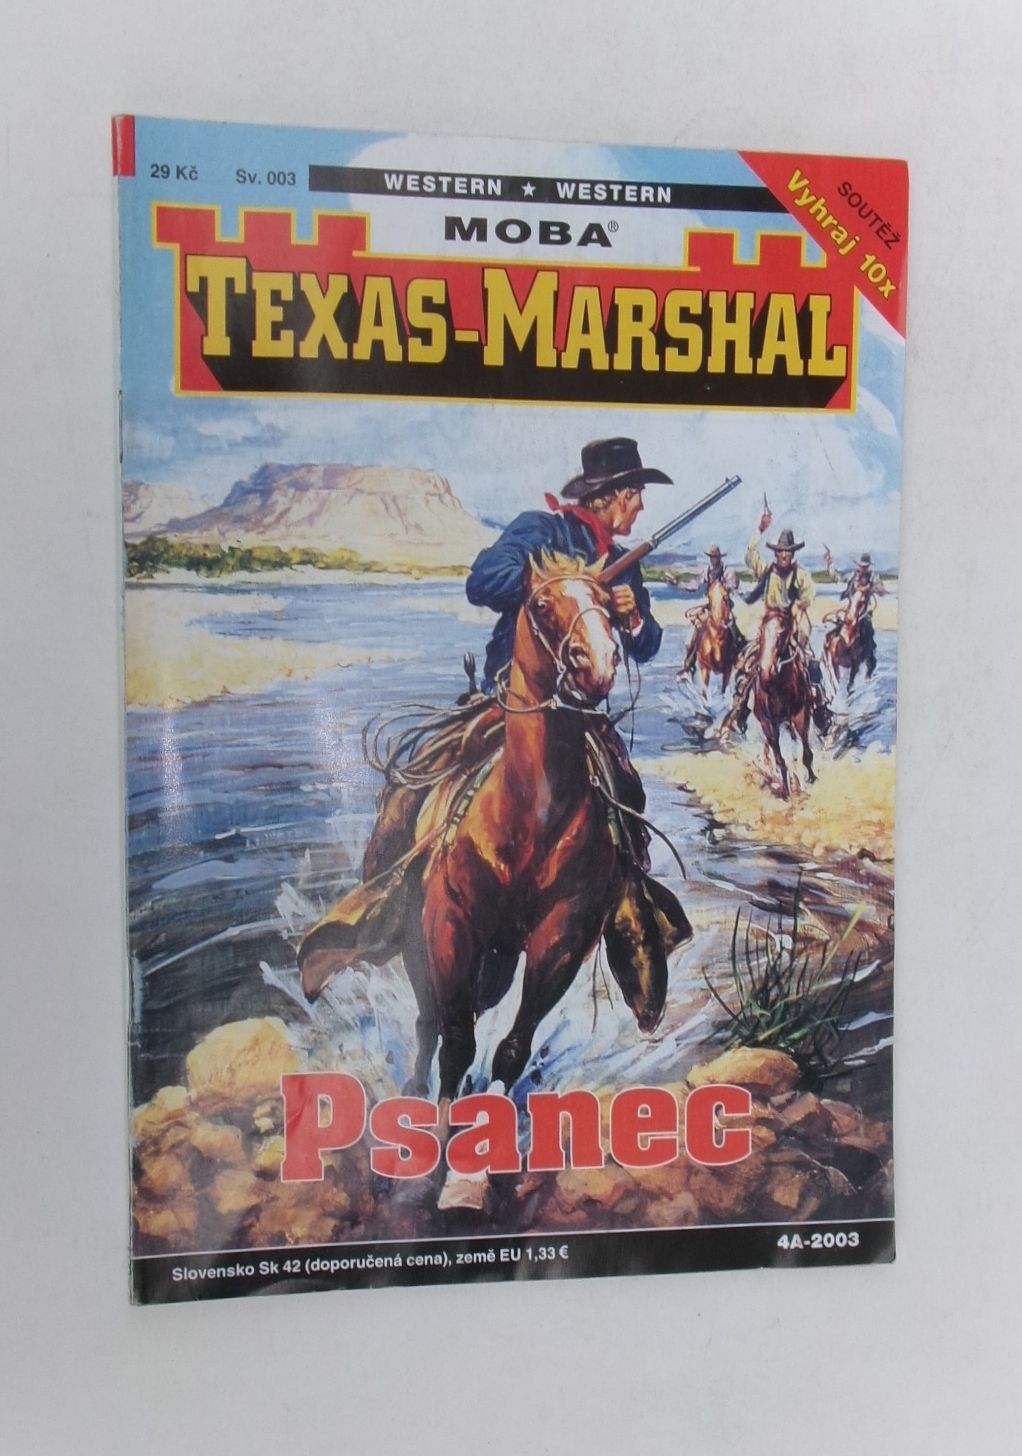 29 Kč Sv. 003 WESTERN ★ WESTERN
SOUTĚŽ
Vyhraj 10x
MOBA®
TEXAS-MARSHAL
Psanec
4A-2003
Slovensko Sk 42 (doporučená cena), země EU 1,33 €